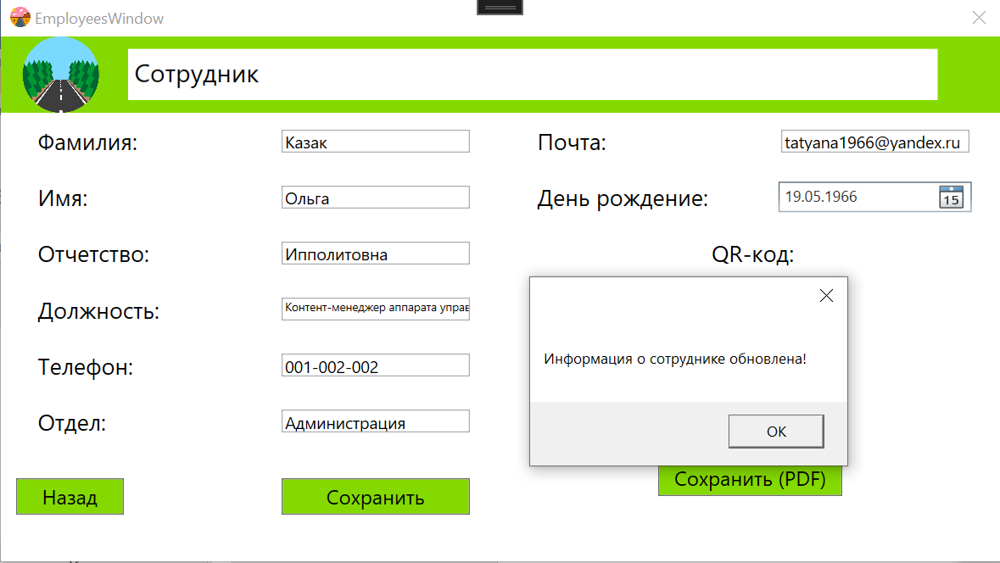 EmployeesWindow
Сотрудник
Фамилия: Казак
Почта: tatyana1966@yandex.ru
Имя: Ольга
День рождение: 19.05.1966 15
Отчетство: Ипполитовна
QR-код:
Должность: Контент-менеджер аппарата управ
Информация о сотруднике обновлена!
Телефон: 001-002-002
Отдел: Администрация
OK
Назад
Сохранить
Сохранить (PDF)